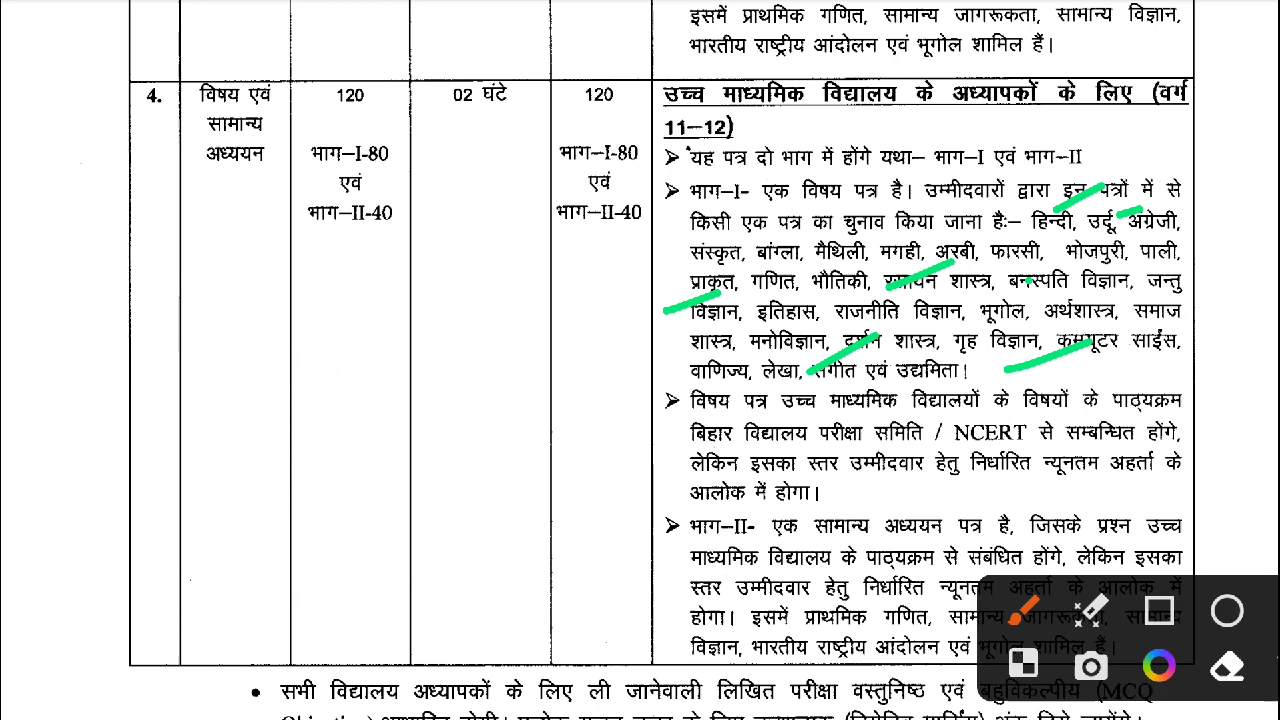 इसमें प्राथमिक गणित, सामान्य जागरूकता, सामान्य विज्ञान,
भारतीय राष्ट्रीय आंदोलन एवं भूगोल शामिल हैं।
4. विषय एवं 120 02 घंटे 120 उच्च माध्यमिक विद्यालय के अध्यापकों के लिए (वर्ग
सामान्य
11–12)
अध्ययन भाग–I-80 भाग–I-80 ➢ यह पत्र दो भाग में होंगे यथा– भाग–I एवं भाग–II
एवं एवं ➢ भाग–I- एक विषय पत्र है। उम्मीदवारों द्वारा इन पत्रों में से
भाग–II-40 भाग–II-40 किसी एक पत्र का चुनाव किया जाना हैः– हिन्दी, उर्दू, अंग्रेजी,
संस्कृत, बांग्ला, मैथिली, मगही, अरबी, फारसी, भोजपुरी, पाली,
प्राकृत, गणित, भौतिकी, रसायन शास्त्र, बनस्पति विज्ञान, जन्तु
विज्ञान, इतिहास, राजनीति विज्ञान, भूगोल, अर्थशास्त्र, समाज
शास्त्र, मनोविज्ञान, दर्शन शास्त्र, गृह विज्ञान, कम्प्यूटर साईंस,
वाणिज्य, लेखा, संगीत एवं उद्यमिता।
➢ विषय पत्र उच्च माध्यमिक विद्यालयों के विषयों के पाठ्यक्रम
बिहार विद्यालय परीक्षा समिति / NCERT से सम्बन्धित होंगे,
लेकिन इसका स्तर उम्मीदवार हेतु निर्धारित न्यूनतम अहर्ता के
आलोक में होगा।
➢ भाग–II- एक सामान्य अध्ययन पत्र है, जिसके प्रश्न उच्च
माध्यमिक विद्यालय के पाठ्यक्रम से संबंधित होंगे, लेकिन इसका
स्तर उम्मीदवार हेतु निर्धारित न्यूनतम अहर्ता के आलोक में
होगा। इसमें प्राथमिक गणित, सामान्य जागरूकता, सामान्य
विज्ञान, भारतीय राष्ट्रीय आंदोलन एवं भूगोल शामिल हैं।
• सभी विद्यालय अध्यापकों के लिए ली जानेवाली लिखित परीक्षा वस्तुनिष्ठ एवं बहुविकल्पीय (MCQ